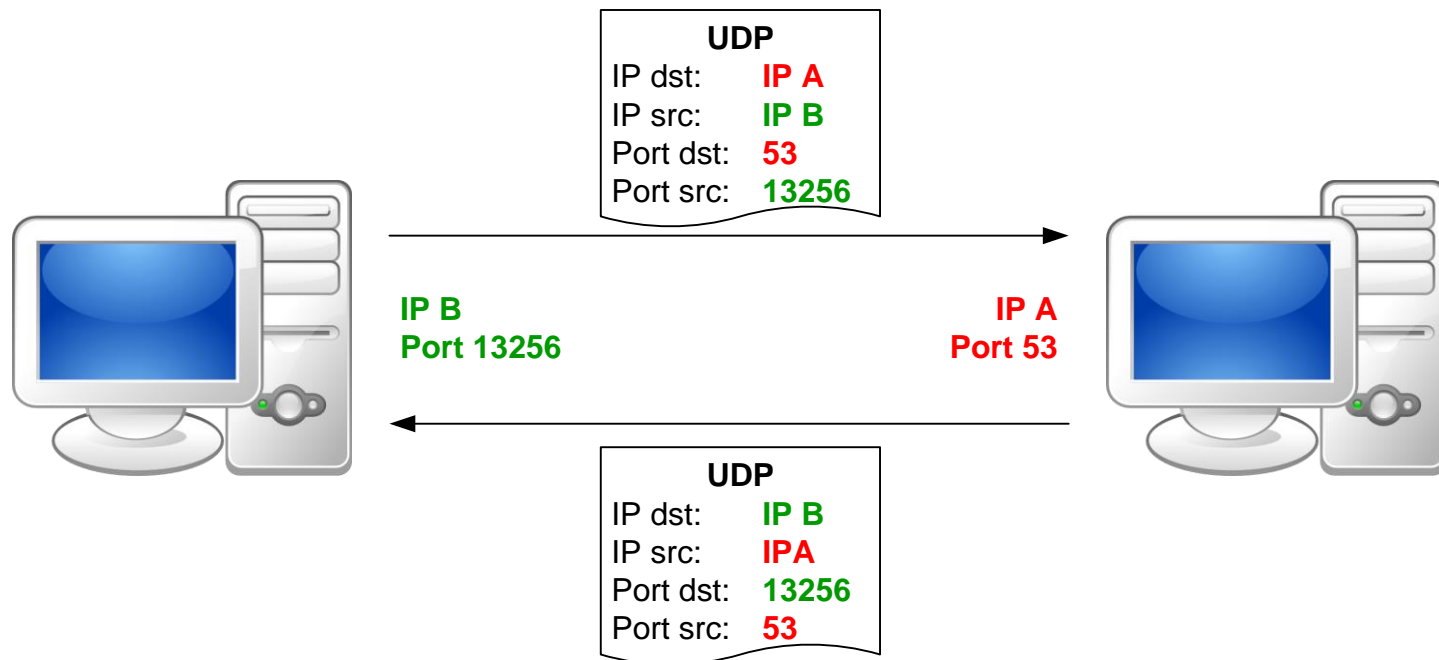 UDP
IP dst: IP A
IP src: IP B
Port dst: 53
Port src: 13256
IP B
Port 13256
IP A
Port 53
UDP
IP dst: IP B
IP src: IPA
Port dst: 13256
Port src: 53